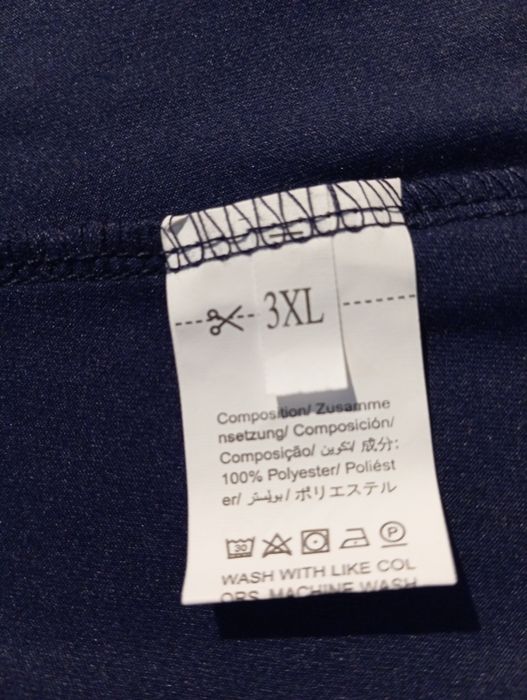 3XL
Composition/ Zusamme
nsetzung/ Composición/
Composição/ تكوين/ 成分:
100% Polyester/ Poliést
er/ بوليستر/ ポリエステル
30 P
WASH WITH LIKE COL
ORS. MACHINE WASH